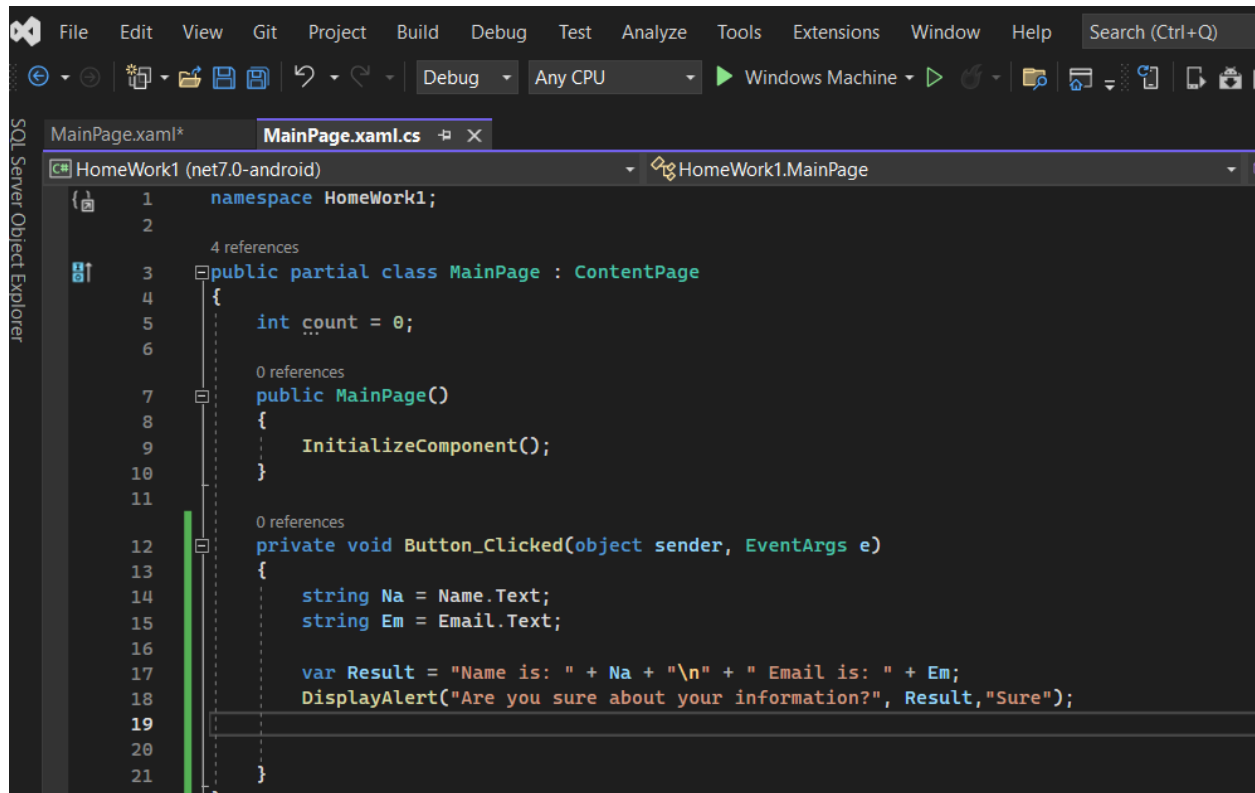 File Edit View Git Project Build Debug Test Analyze Tools Extensions Window Help Search (Ctrl+Q)
Debug Any CPU Windows Machine
SQL Server Object Explorer
MainPage.xaml* MainPage.xaml.cs
C# HomeWork1 (net7.0-android) HomeWork1.MainPage
1 namespace HomeWork1;
2
4 references
3 public partial class MainPage : ContentPage
4 {
5 int count = 0;
6
0 references
7 public MainPage()
8 {
9 InitializeComponent();
10 }
11
0 references
12 private void Button_Clicked(object sender, EventArgs e)
13 {
14 string Na = Name.Text;
15 string Em = Email.Text;
16
17 var Result = "Name is: " + Na + "\n" + " Email is: " + Em;
18 DisplayAlert("Are you sure about your information?", Result,"Sure");
19
20
21 }